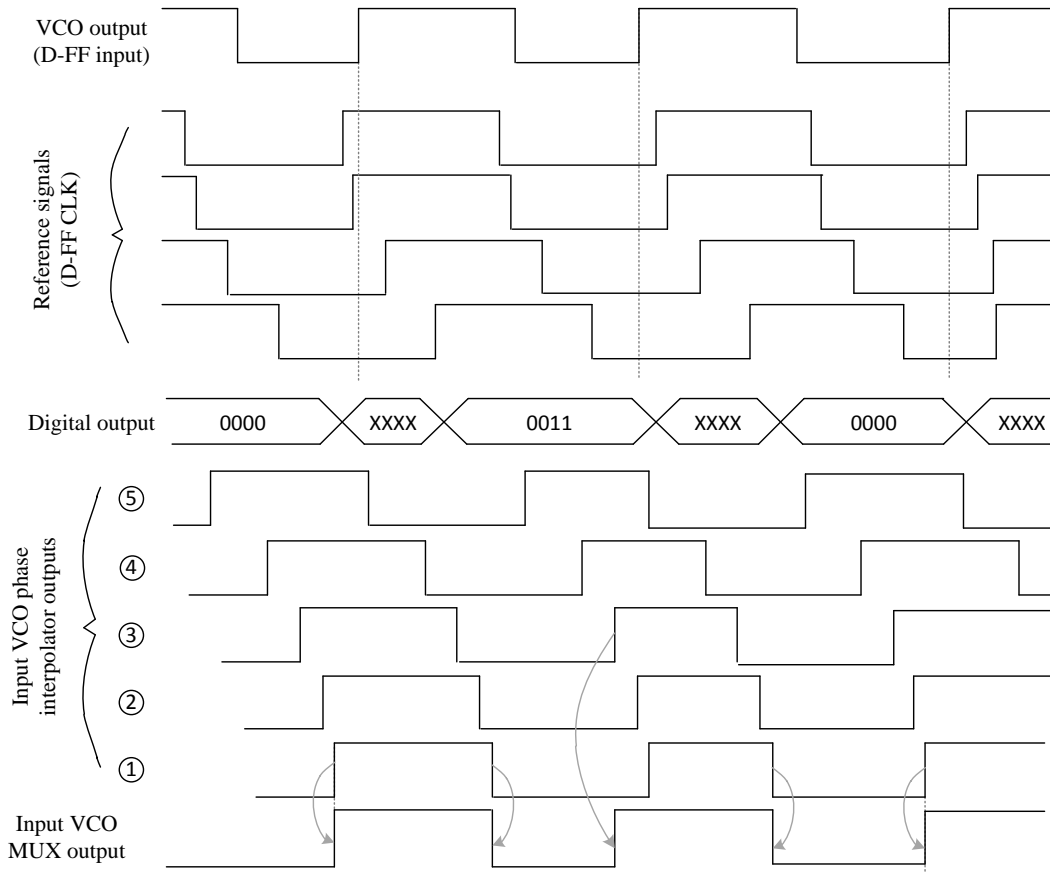 VCO output
(D-FF input)
Reference signals
(D-FF CLK)
Digital output
0000
XXXX
0011
XXXX
0000
XXXX
Input VCO phase
interpolator outputs
⑤
④
③
②
①
Input VCO
MUX output